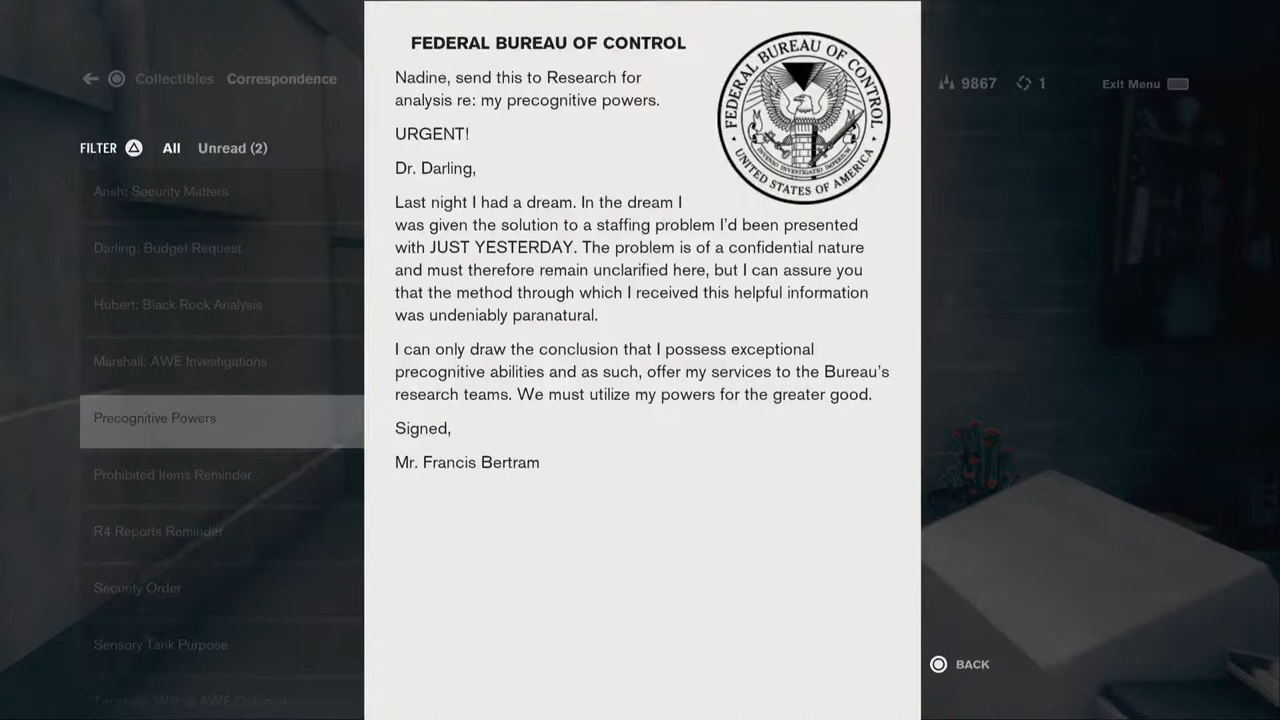 FEDERAL BUREAU OF CONTROL
Nadine, send this to Research for
analysis re: my precognitive powers.
URGENT!
Dr. Darling,
Last night I had a dream. In the dream I
was given the solution to a staffing problem I'd been presented
with JUST YESTERDAY. The problem is of a confidential nature
and must therefore remain unclarified here, but I can assure you
that the method through which I received this helpful information
was undeniably paranatural.
I can only draw the conclusion that I possess exceptional
precognitive abilities and as such, offer my services to the Bureau's
research teams. We must utilize my powers for the greater good.
Signed,
Mr. Francis Bertram
FEDERAL BUREAU OF CONTROL
UNITED STATES OF AMERICA
Collectibles Correspondence
FILTER All Unread (2)
Arish: Security Matters
Darling: Budget Request
Hubert: Black Rock Analysis
Marshall: AWE Investigations
Precognitive Powers
Prohibited Items Reminder
R4 Reports Reminder
Security Order
Sensory Tank Purpose
9867 1 Exit Menu
BACK